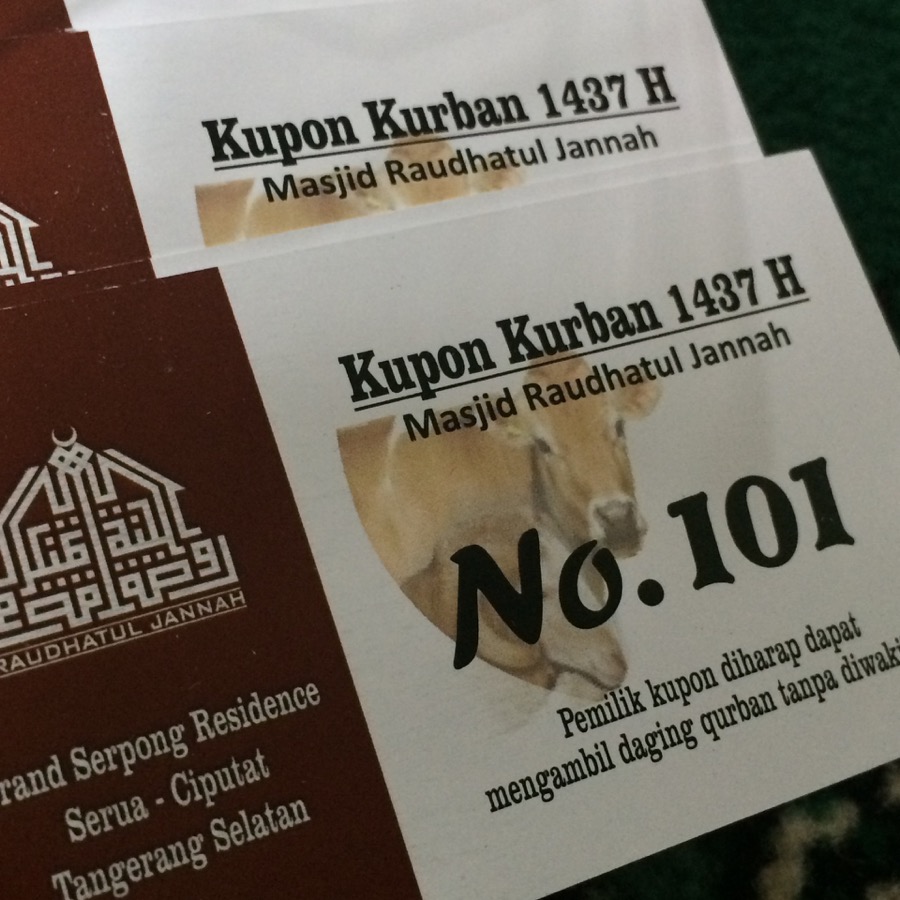 Kupon Kurban 1437 H
Masjid Raudhatul Jannah
Kupon Kurban 1437 H
Masjid Raudhatul Jannah
No. 101
Pemilik kupon diharap dapat
mengambil daging qurban tanpa
RAUDHATUL JANNAH
Serpong Residence
Serua - Ciputat
Tangerang Selatan